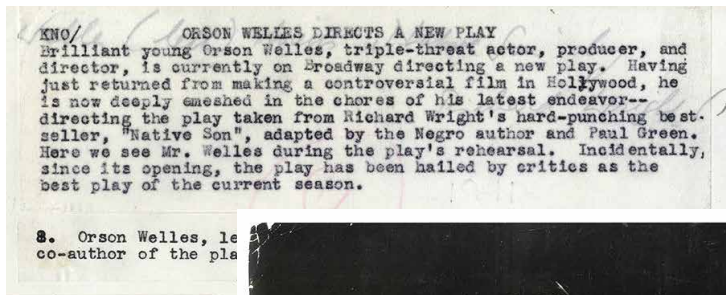 KNO/ ORSON WELLES DIRECTS A NEW PLAY
Brilliant young Orson Welles, triple-threat actor, producer, and
director, is currently on Broadway directing a new play. Having
just returned from making a controversial film in Hollywood, he
is now deeply emeshed in the chores of his latest endeavor--
directing the play taken from Richard Wright's hard-punching best-
seller, "Native Son", adapted by the Negro author and Paul Green.
Here we see Mr. Welles during the play's rehearsal. Incidentally,
since its opening, the play has been hailed by critics as the
best play of the current season.
8. Orson Welles, le
co-author of the pla